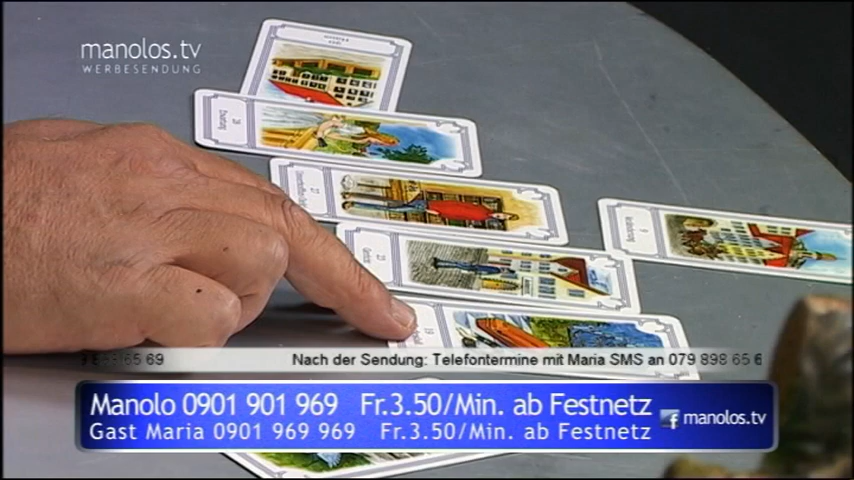 manolos.tv
WERBESENDUNG
Nach der Sendung: Telefontermine mit Maria SMS an 079 898 65 6
Manolo 0901 901 969 Fr.3.50/Min. ab Festnetz
Gast Maria 0901 969 969 Fr.3.50/Min. ab Festnetz
f manolos.tv